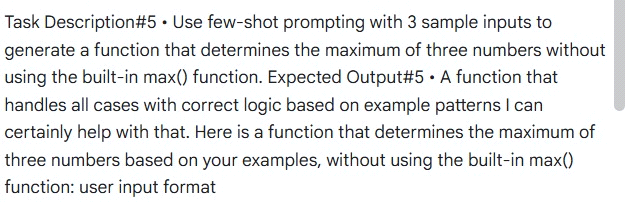 Task Description#5 • Use few-shot prompting with 3 sample inputs to
generate a function that determines the maximum of three numbers without
using the built-in max() function. Expected Output#5 • A function that
handles all cases with correct logic based on example patterns I can
certainly help with that. Here is a function that determines the maximum of
three numbers based on your examples, without using the built-in max()
function: user input format